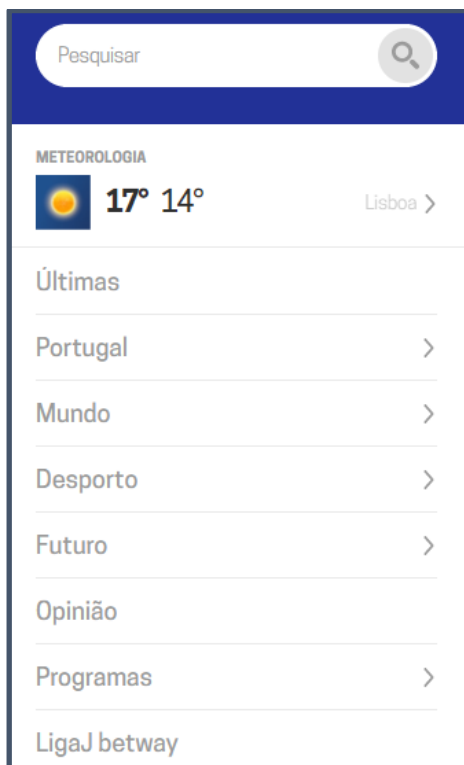 Pesquisar
METEOROLOGIA
17° 14° Lisboa
Últimas
Portugal
Mundo
Desporto
Futuro
Opinião
Programas
LigaJ betway